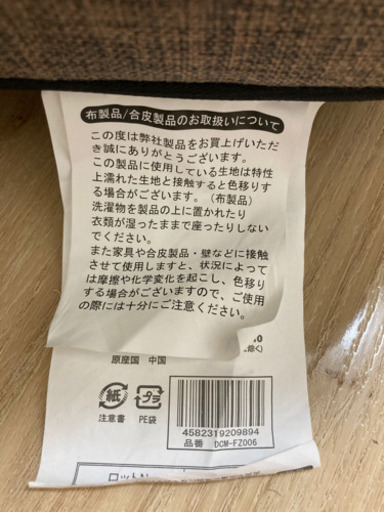 布製品/合皮製品のお取扱いについて
この度は弊社製品をお買上げいただ
き誠にありがとうございます。
この製品に使用している生地は特性
上濡れた生地と接触すると色移りす
る場合がございます。（布製品）
洗濯物を製品の上に置かれたり
衣類が湿ったままで座ったりしない
でください。
また家具や合皮製品・壁などに接触
させて使用しますと、状況によって
は摩擦や化学変化を起こし、色移り
する場合がございますので、ご使用
の際には十分にご注意ください。
除く)
原産国 中国
紙 プラ
注意書 PE袋
4582319209894
品番 DCM-FZ006